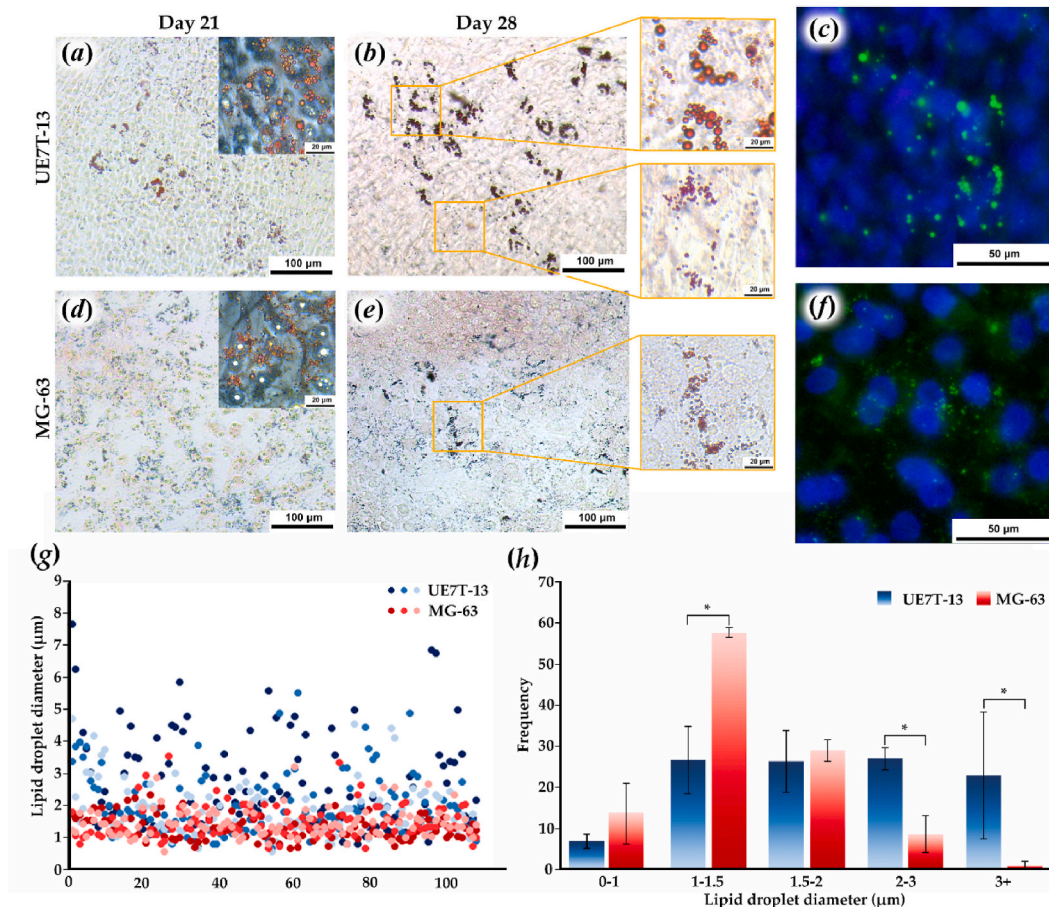 Day 21
Day 28
UE7T-13
(a)
20 µm
100 µm
(b)
100 µm
20 µm
20 µm
(c)
50 µm
MG-63
(d)
20 µm
100 µm
(e)
100 µm
20 µm
(f)
50 µm
(g)
UE7T-13
MG-63
Lipid droplet diameter (µm)
9
8
7
6
5
4
3
2
1
0
0
20
40
60
80
100
(h)
UE7T-13
MG-63
Frequency
70
60
50
40
30
20
10
0
*
*
*
0-1
1-1.5
1.5-2
2-3
3+
Lipid droplet diameter (µm)